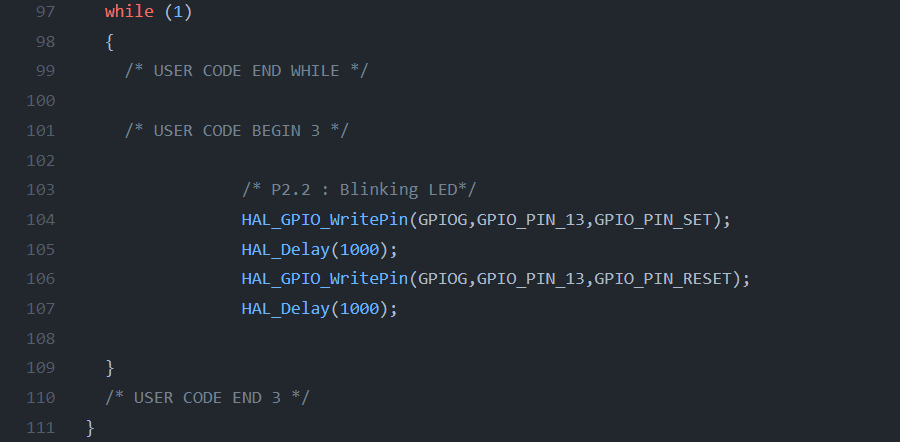 97 while (1)
98 {
99 /* USER CODE END WHILE */
100
101 /* USER CODE BEGIN 3 */
102
103 /* P2.2 : Blinking LED*/
104 HAL_GPIO_WritePin(GPIOG,GPIO_PIN_13,GPIO_PIN_SET);
105 HAL_Delay(1000);
106 HAL_GPIO_WritePin(GPIOG,GPIO_PIN_13,GPIO_PIN_RESET);
107 HAL_Delay(1000);
108
109 }
110 /* USER CODE END 3 */
111 }